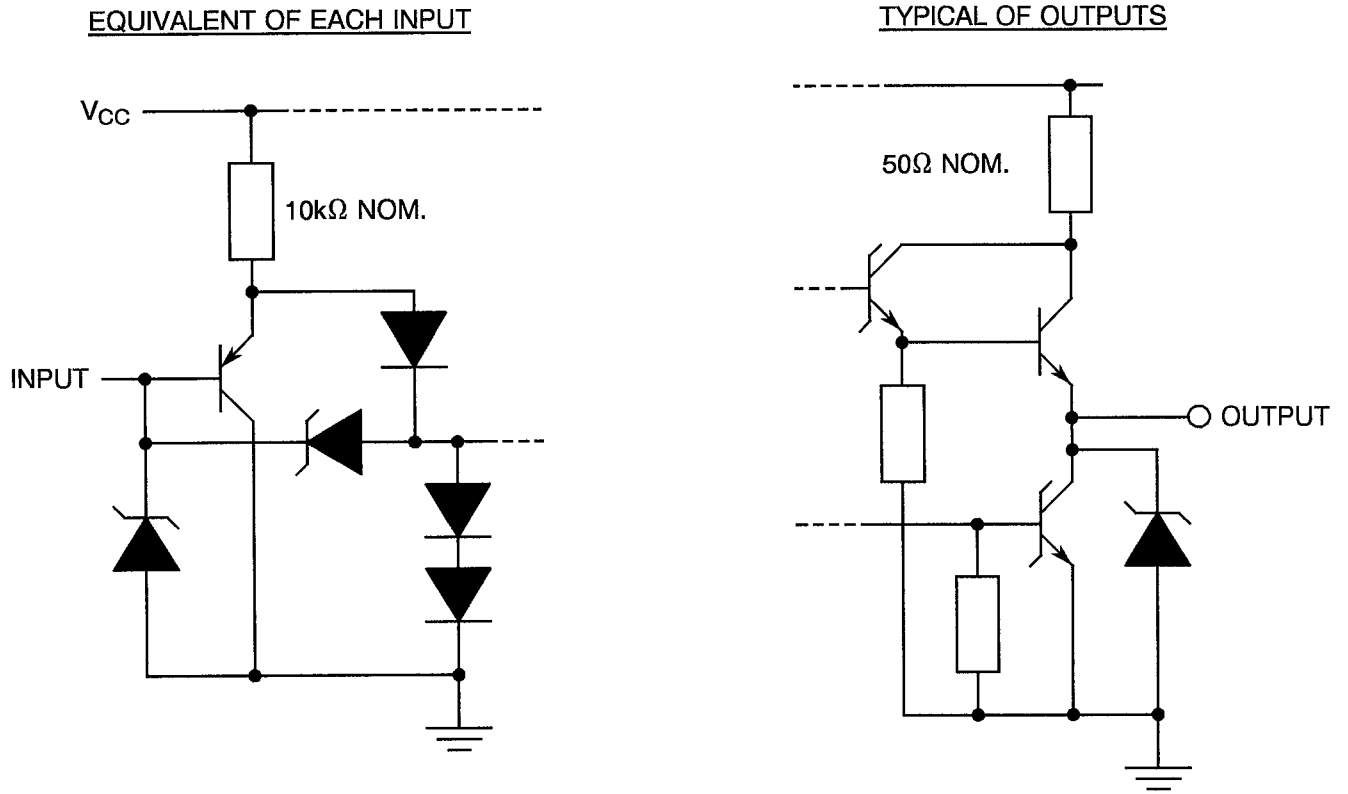 EQUIVALENT OF EACH INPUT
TYPICAL OF OUTPUTS
VCC
10kΩ NOM.
50Ω NOM.
INPUT
OUTPUT